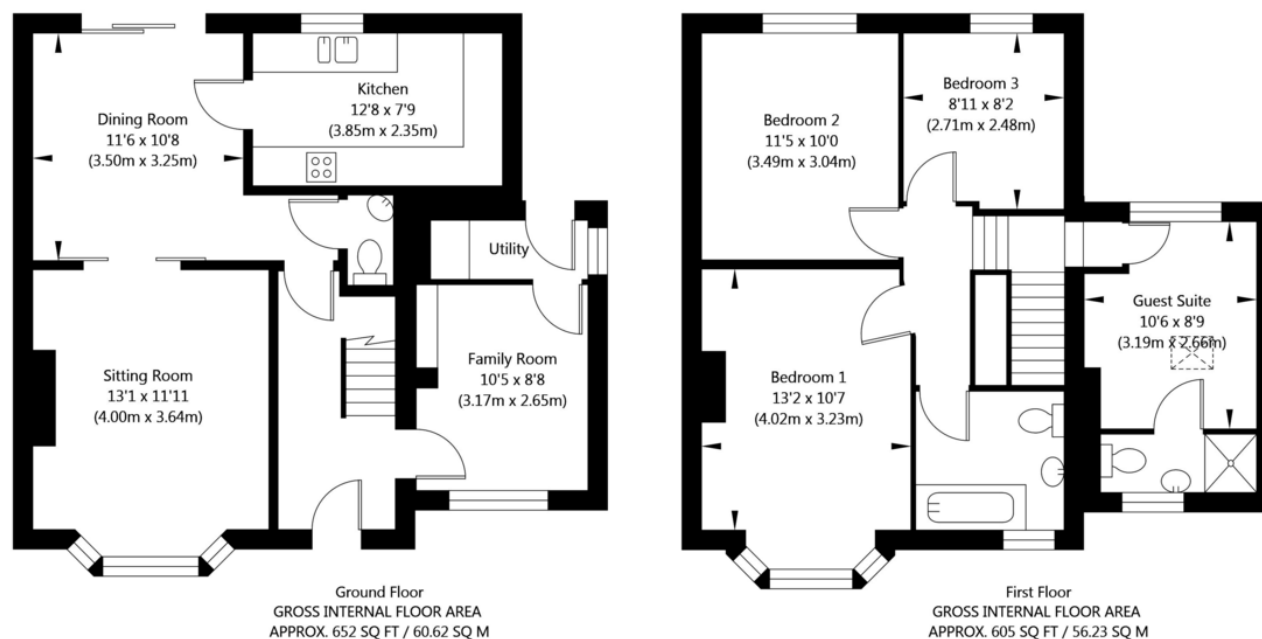 Kitchen
12'8 x 7'9
(3.85m x 2.35m)
Dining Room
11'6 x 10'8
(3.50m x 3.25m)
Utility
Sitting Room
13'1 x 11'11
(4.00m x 3.64m)
Family Room
10'5 x 8'8
(3.17m x 2.65m)
Ground Floor
GROSS INTERNAL FLOOR AREA
APPROX. 652 SQ FT / 60.62 SQ M
Bedroom 3
8'11 x 8'2
(2.71m x 2.48m)
Bedroom 2
11'5 x 10'0
(3.49m x 3.04m)
Guest Suite
10'6 x 8'9
(3.19m x 2.66m)
Bedroom 1
13'2 x 10'7
(4.02m x 3.23m)
First Floor
GROSS INTERNAL FLOOR AREA
APPROX. 605 SQ FT / 56.23 SQ M